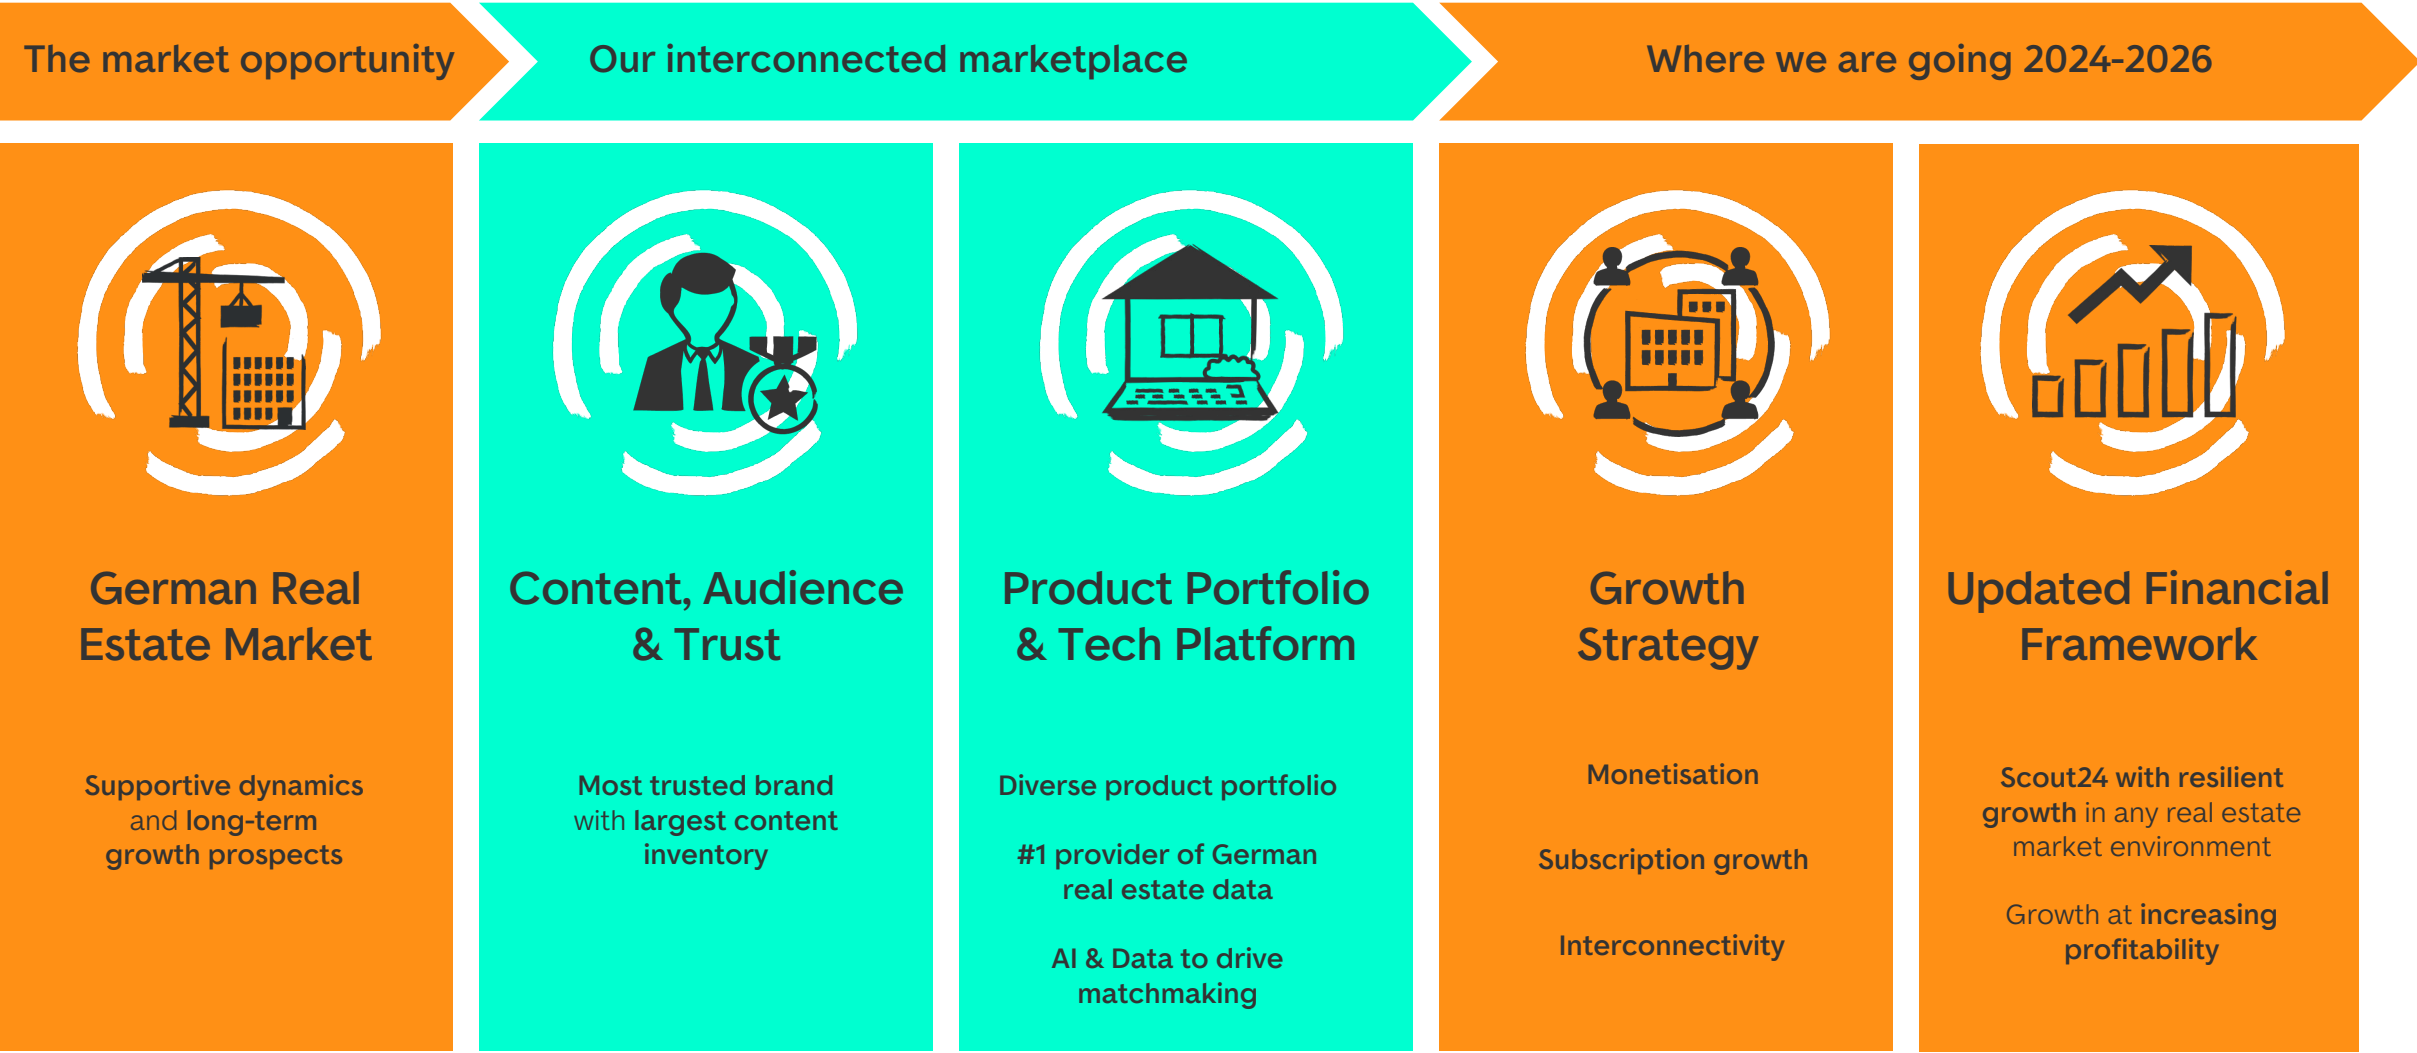 The market opportunity
Our interconnected marketplace
Where we are going 2024-2026
German Real
Estate Market
Supportive dynamics
and long-term
growth prospects
Content, Audience
& Trust
Most trusted brand
with largest content
inventory
Product Portfolio
& Tech Platform
Diverse product portfolio
#1 provider of German
real estate data
AI & Data to drive
matchmaking
Growth
Strategy
Monetisation
Subscription growth
Interconnectivity
Updated Financial
Framework
Scout24 with resilient
growth in any real estate
market environment
Growth at increasing
profitability